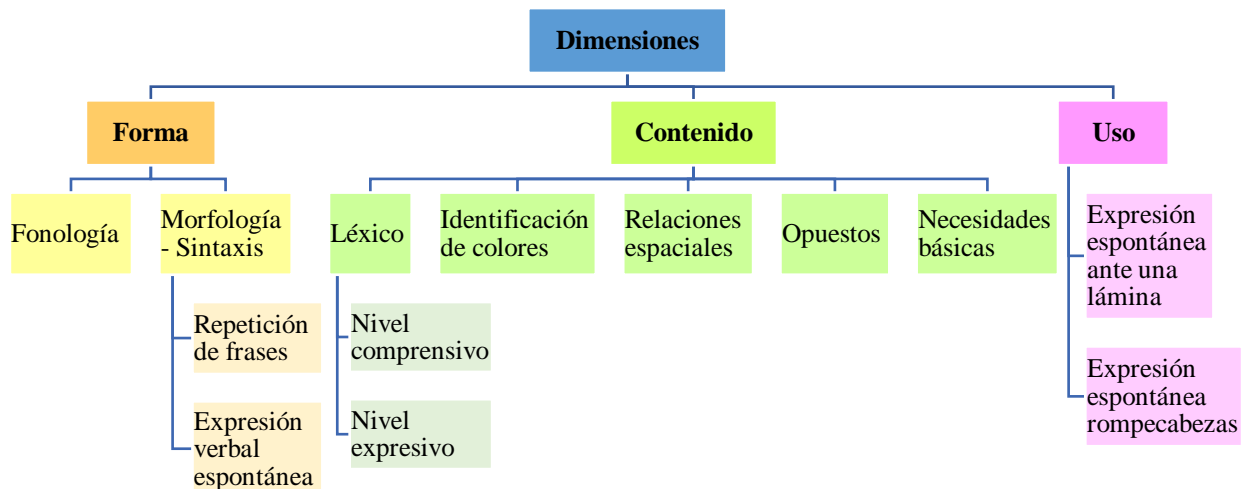 Dimensiones
Forma
Contenido
Uso
Fonología
Morfología
- Sintaxis
Repetición
de frases
Expresión
verbal
espontánea
Léxico
Nivel
comprensivo
Nivel
expresivo
Identificación
de colores
Relaciones
espaciales
Opuestos
Necesidades
básicas
Expresión
espontánea
ante una
lámina
Expresión
espontánea
rompecabezas